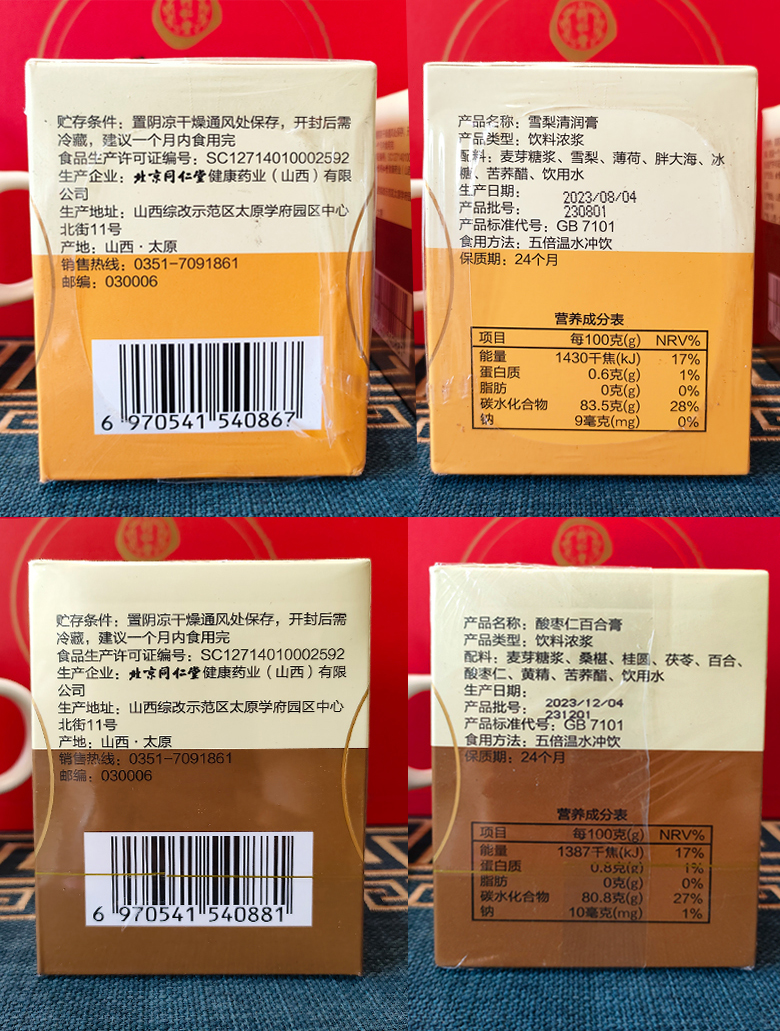 贮存条件：置阴凉干燥通风处保存，开封后需
冷藏，建议一个月内食用完
食品生产许可证编号：SC12714010002592
生产企业：北京同仁堂健康药业（山西）有限
公司
生产地址：山西综改示范区太原学府园区中心
北街11号
产地：山西·太原
销售热线：0351-7091861
邮编：030006
6 970541 540867
产品名称：雪梨清润膏
产品类型：饮料浓浆
配料：麦芽糖浆、雪梨、薄荷、胖大海、冰
糖、苦荞醋、饮用水
生产日期：2023/08/04
产品批号：230801
产品标准代号：GB 7101
食用方法：五倍温水冲饮
保质期：24个月
营养成分表
项目 每100克(g) NRV%
能量 1430千焦(kJ) 17%
蛋白质 0.6克(g) 1%
脂肪 0克(g) 0%
碳水化合物 83.5克(g) 28%
钠 9毫克(mg) 0%
贮存条件：置阴凉干燥通风处保存，开封后需
冷藏，建议一个月内食用完
食品生产许可证编号：SC12714010002592
生产企业：北京同仁堂健康药业（山西）有限
公司
生产地址：山西综改示范区太原学府园区中心
北街11号
产地：山西·太原
销售热线：0351-7091861
邮编：030006
6 970541 540881
产品名称：酸枣仁百合膏
产品类型：饮料浓浆
配料：麦芽糖浆、桑椹、桂圆、茯苓、百合、
酸枣仁、黄精、苦荞醋、饮用水
生产日期：
产品批号：2023/12/04
231201
产品标准代号：GB 7101
食用方法：五倍温水冲饮
保质期：24个月
营养成分表
项目 每100克(g) NRV%
能量 1387千焦(kJ) 17%
蛋白质 0.8克(g) 1%
脂肪 0克(g) 0%
碳水化合物 80.8克(g) 27%
钠 10毫克(mg) 1%